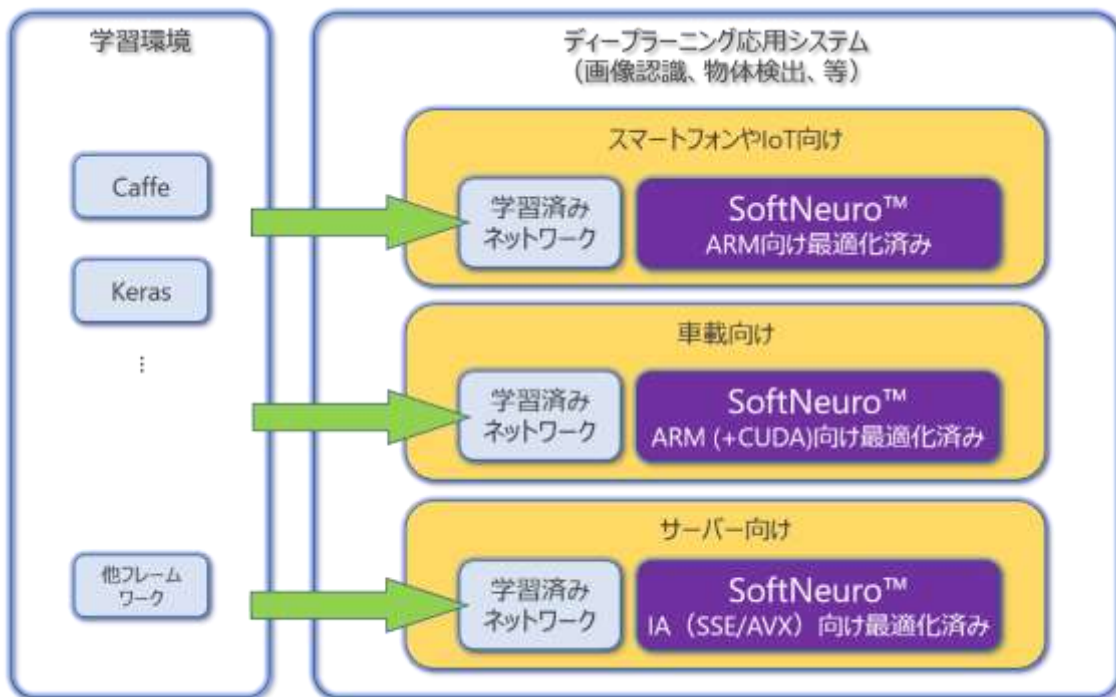 学習環境
Caffe
Keras
⋮
他フレーム
ワーク
ディープラーニング応用システム
（画像認識、物体検出、等）
スマートフォンやIoT向け
学習済み
ネットワーク
SoftNeuro™
ARM向け最適化済み
車載向け
学習済み
ネットワーク
SoftNeuro™
ARM (+CUDA)向け最適化済み
サーバー向け
学習済み
ネットワーク
SoftNeuro™
IA（SSE/AVX）向け最適化済み